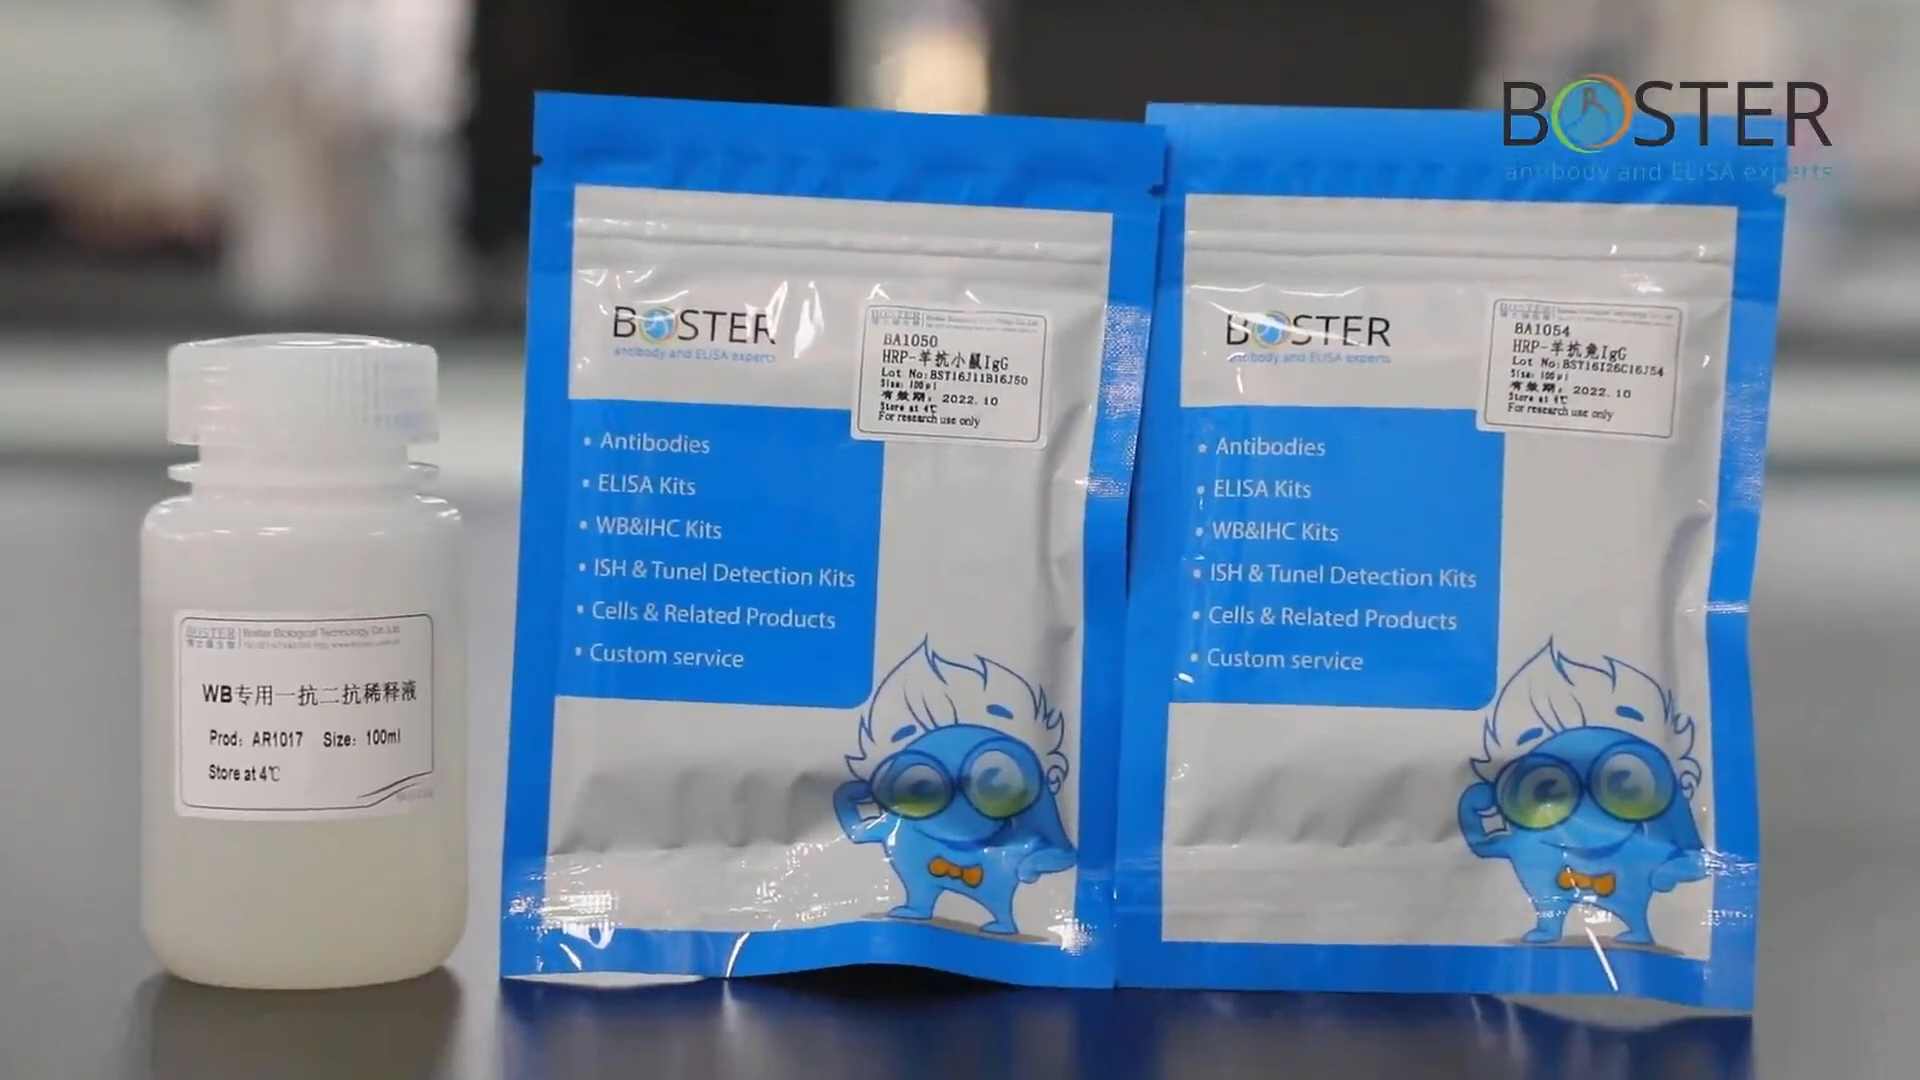 BOSTER
antibody and ELISA experts
BOSTER
antibody and ELISA experts
BOSTER
BA1050
HRP-羊抗小鼠IgG
Lot No:BST16J11B16J50
Size: 100μl
有效期: 2022.10
Store at 4℃
For research use only
• Antibodies
• ELISA Kits
• WB&IHC Kits
• ISH & Tunel Detection Kits
• Cells & Related Products
• Custom service
BOSTER
antibody and ELISA experts
BOSTER
BA1054
HRP-羊抗兔IgG
Lot No:BST16I26C16J54
Size: 100μl
有效期: 2022.10
Store at 4℃
For research use only
• Antibodies
• ELISA Kits
• WB&IHC Kits
• ISH & Tunel Detection Kits
• Cells & Related Products
• Custom service
BOSTER Boster Biological Technology Co.,Ltd
WB专用一抗二抗稀释液
Prod: AR1017 Size: 100ml
Store at 4℃